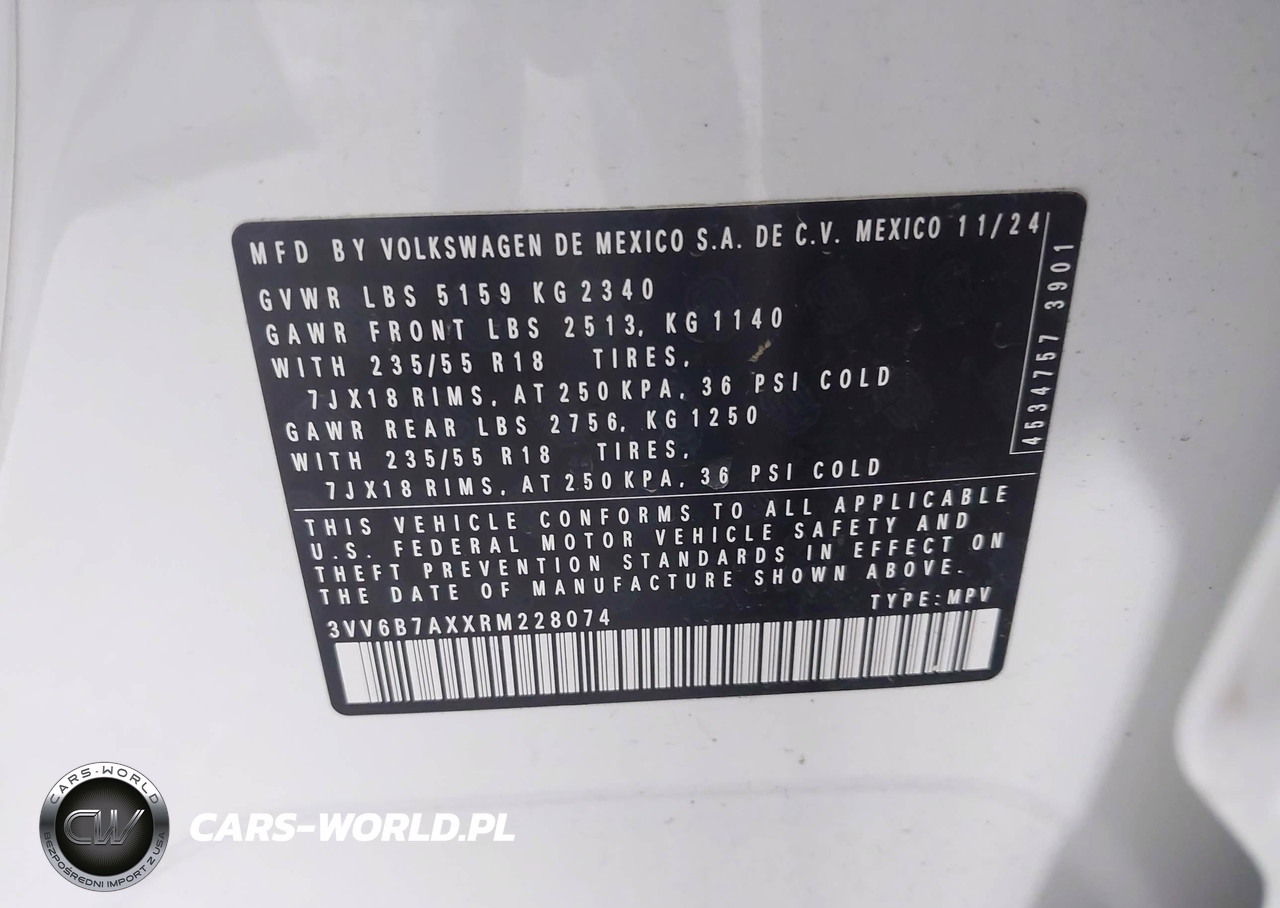 MFD BY VOLKSWAGEN DE MEXICO S.A. DE C.V. MEXICO 11/24
GVWR LBS 5159 KG 2340
GAWR FRONT LBS 2513, KG 1140
WITH 235/55 R18 TIRES,
7JX18 RIMS, AT 250 KPA, 36 PSI COLD
GAWR REAR LBS 2756, KG 1250
WITH 235/55 R18 TIRES,
7JX18 RIMS, AT 250 KPA, 36 PSI COLD
4534757 3901
THIS VEHICLE CONFORMS TO ALL APPLICABLE
U.S. FEDERAL MOTOR VEHICLE SAFETY AND
THEFT PREVENTION STANDARDS IN EFFECT ON
THE DATE OF MANUFACTURE SHOWN ABOVE.
TYPE: MPV
3VV6B7AXXRM228074
CARS-WORLD
CW
BEZPOŚREDNI IMPORT Z USA
CARS-WORLD.PL